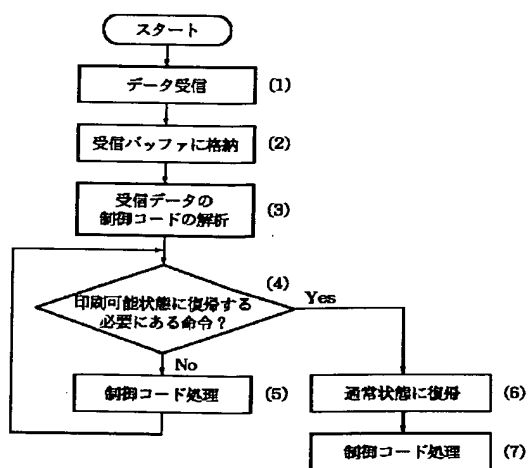 スタート
データ受信
(1)
受信バッファに格納
(2)
受信データの
制御コードの解析
(3)
(4)
印刷可能状態に復帰する
必要にある命令？
Yes
No
制御コード処理
(5)
通常状態に復帰
(6)
制御コード処理
(7)